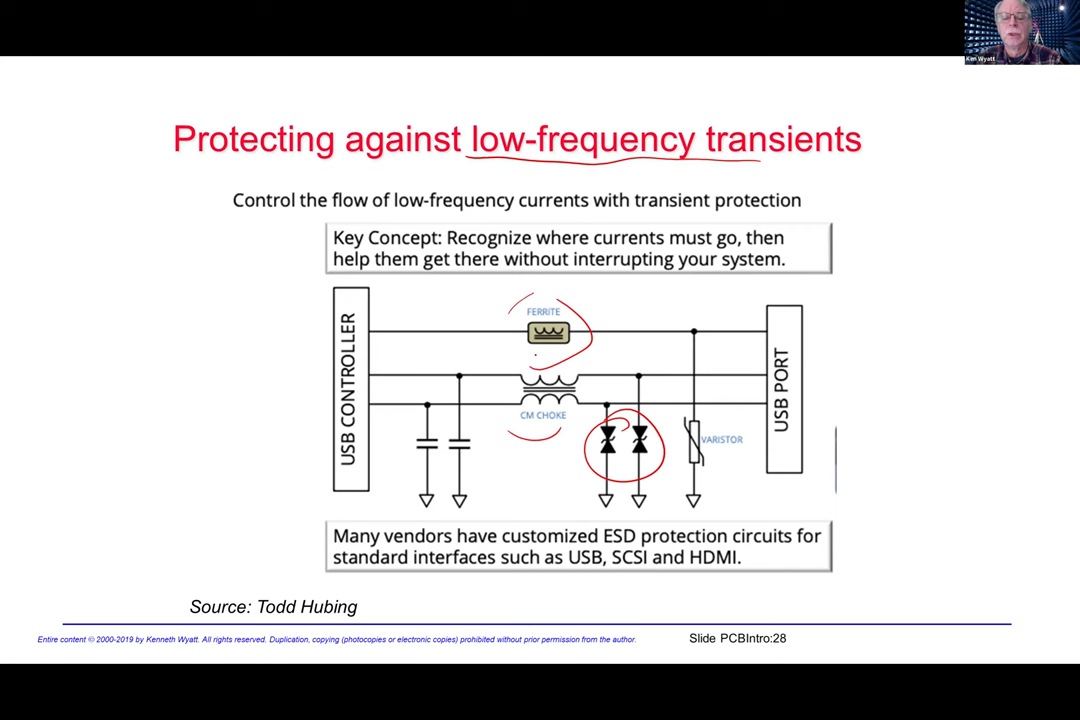 Ken Wyatt
Protecting against low-frequency transients
Control the flow of low-frequency currents with transient protection
Key Concept: Recognize where currents must go, then
help them get there without interrupting your system.
FERRITE
USB CONTROLLER
USB PORT
CM CHOKE
VARISTOR
Many vendors have customized ESD protection circuits for
standard interfaces such as USB, SCSI and HDMI.
Source: Todd Hubing
Entire content © 2000-2019 by Kenneth Wyatt. All rights reserved. Duplication, copying (photocopies or electronic copies) prohibited without prior permission from the author.
Slide PCBIntro:28